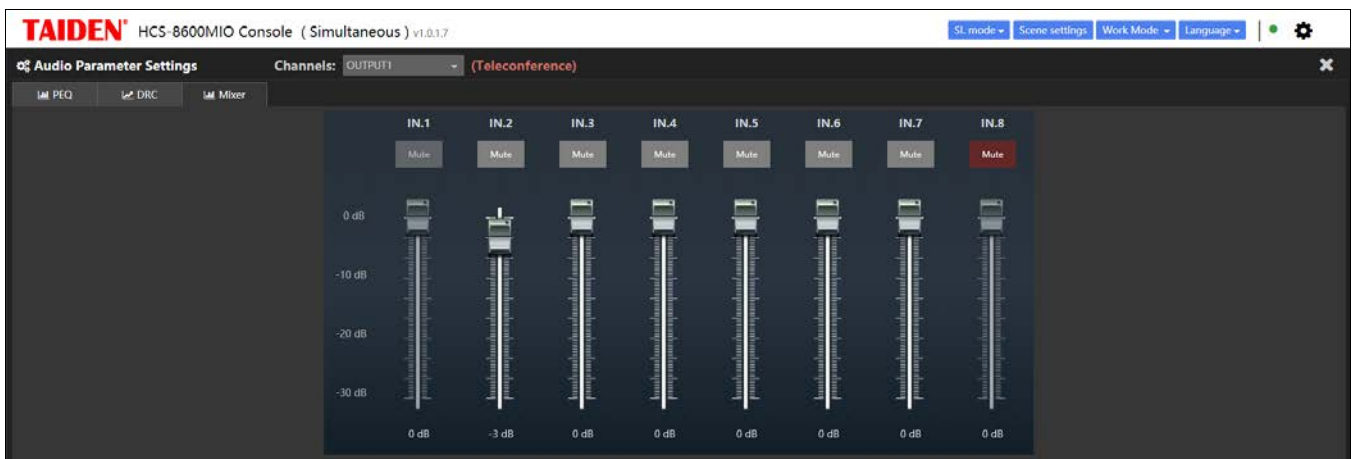 TAIDEN HCS-8600MIO Console ( Simultaneous ) v1.0.1.7 SI. mode Scene settings Work Mode Language
Audio Parameter Settings Channels: OUTPUT1 (Teleconference)
PEQ DRC Mixer
IN.1 IN.2 IN.3 IN.4 IN.5 IN.6 IN.7 IN.8
Mute Mute Mute Mute Mute Mute Mute Mute
0 dB
-10 dB
-20 dB
-30 dB
0 dB -3 dB 0 dB 0 dB 0 dB 0 dB 0 dB 0 dB